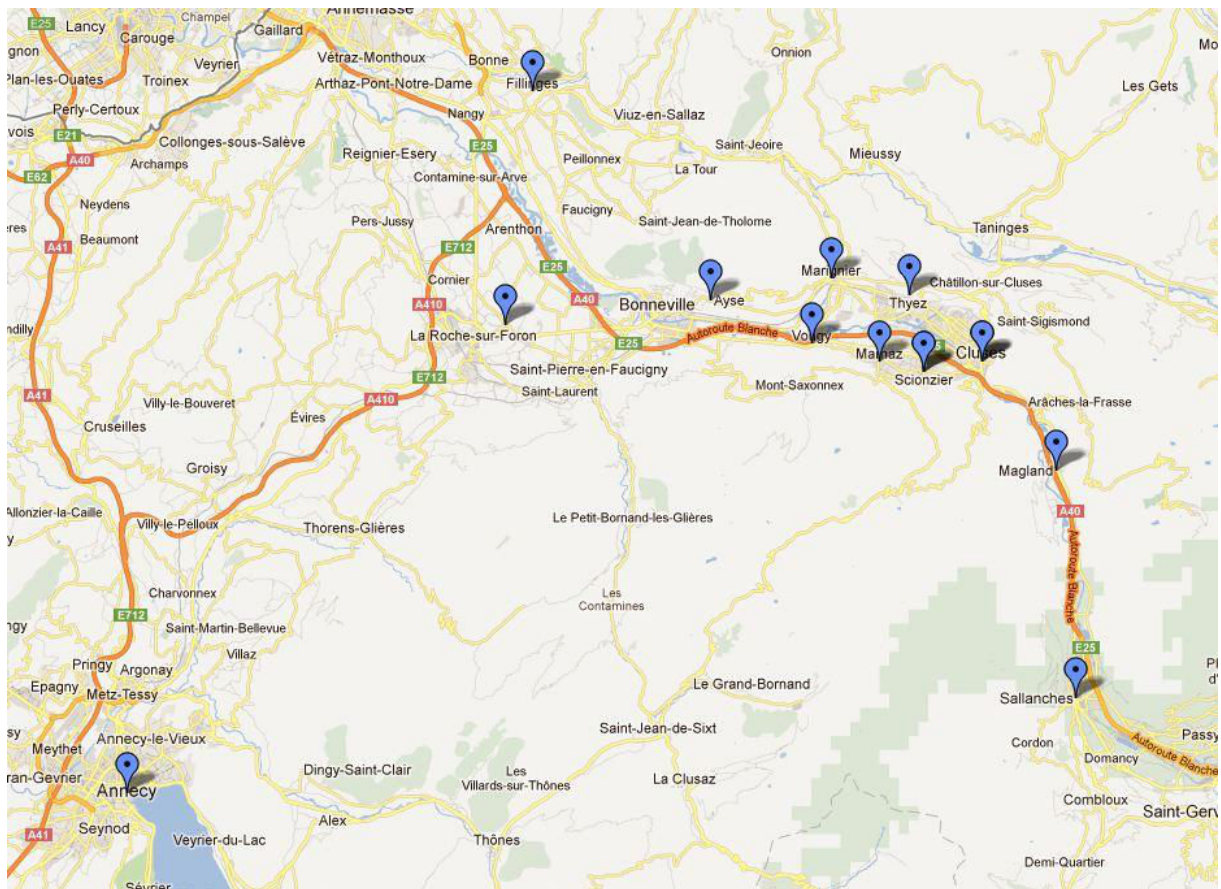 E25
Lancy
Champel
Annemasse
Carouge
Gaillard
Veyrier
Vétraz-Monthoux
Bonne
Onnion
Plan-les-Ouates
Troinex
Arthaz-Pont-Notre-Dame
Fillinges
Les Gets
Perly-Certoux
Nangy
Viuz-en-Sallaz
E21
Collonges-sous-Salève
E25
Saint-Jeoire
A40
Archamps
Reignier-Esery
Peillonnex
La Tour
Mieussy
E62
Contamine-sur-Arve
Neydens
Faucigny
Saint-Jean-de-Tholome
Pers-Jussy
Arenthon
Taninges
A41
Beaumont
E712
E25
Marignier
Cornier
Châtillon-sur-Cluses
A410
A40
Bonneville
Ayse
Thyez
La Roche-sur-Foron
Autoroute Blanche
Vougy
Saint-Sigismond
E25
Marnaz
Cluses
E712
Saint-Pierre-en-Faucigny
Scionzier
A41
Saint-Laurent
Mont-Saxonnex
Villy-le-Bouveret
A410
Arâches-la-Frasse
Évires
Cruseilles
Groisy
Magland
Allonzier-la-Caille
A40
Villy-le-Pelloux
Thorens-Glières
Le Petit-Bornand-les-Glières
Autoroute Blanche
Charvonnex
Les
Contamines
E712
Saint-Martin-Bellevue
Villaz
E25
Pringy
Argonay
Epagny
Metz-Tessy
Le Grand-Bornand
Sallanches
Annecy-le-Vieux
Saint-Jean-de-Sixt
Meythet
Cordon
Passy
Autoroute Blanche
Domancy
Dingy-Saint-Clair
Les
Villards-sur-Thônes
La Clusaz
Annecy
Combloux
Saint-Gerv
Seynod
Alex
A41
Veyrier-du-Lac
Thônes
Demi-Quartier
Sévrier